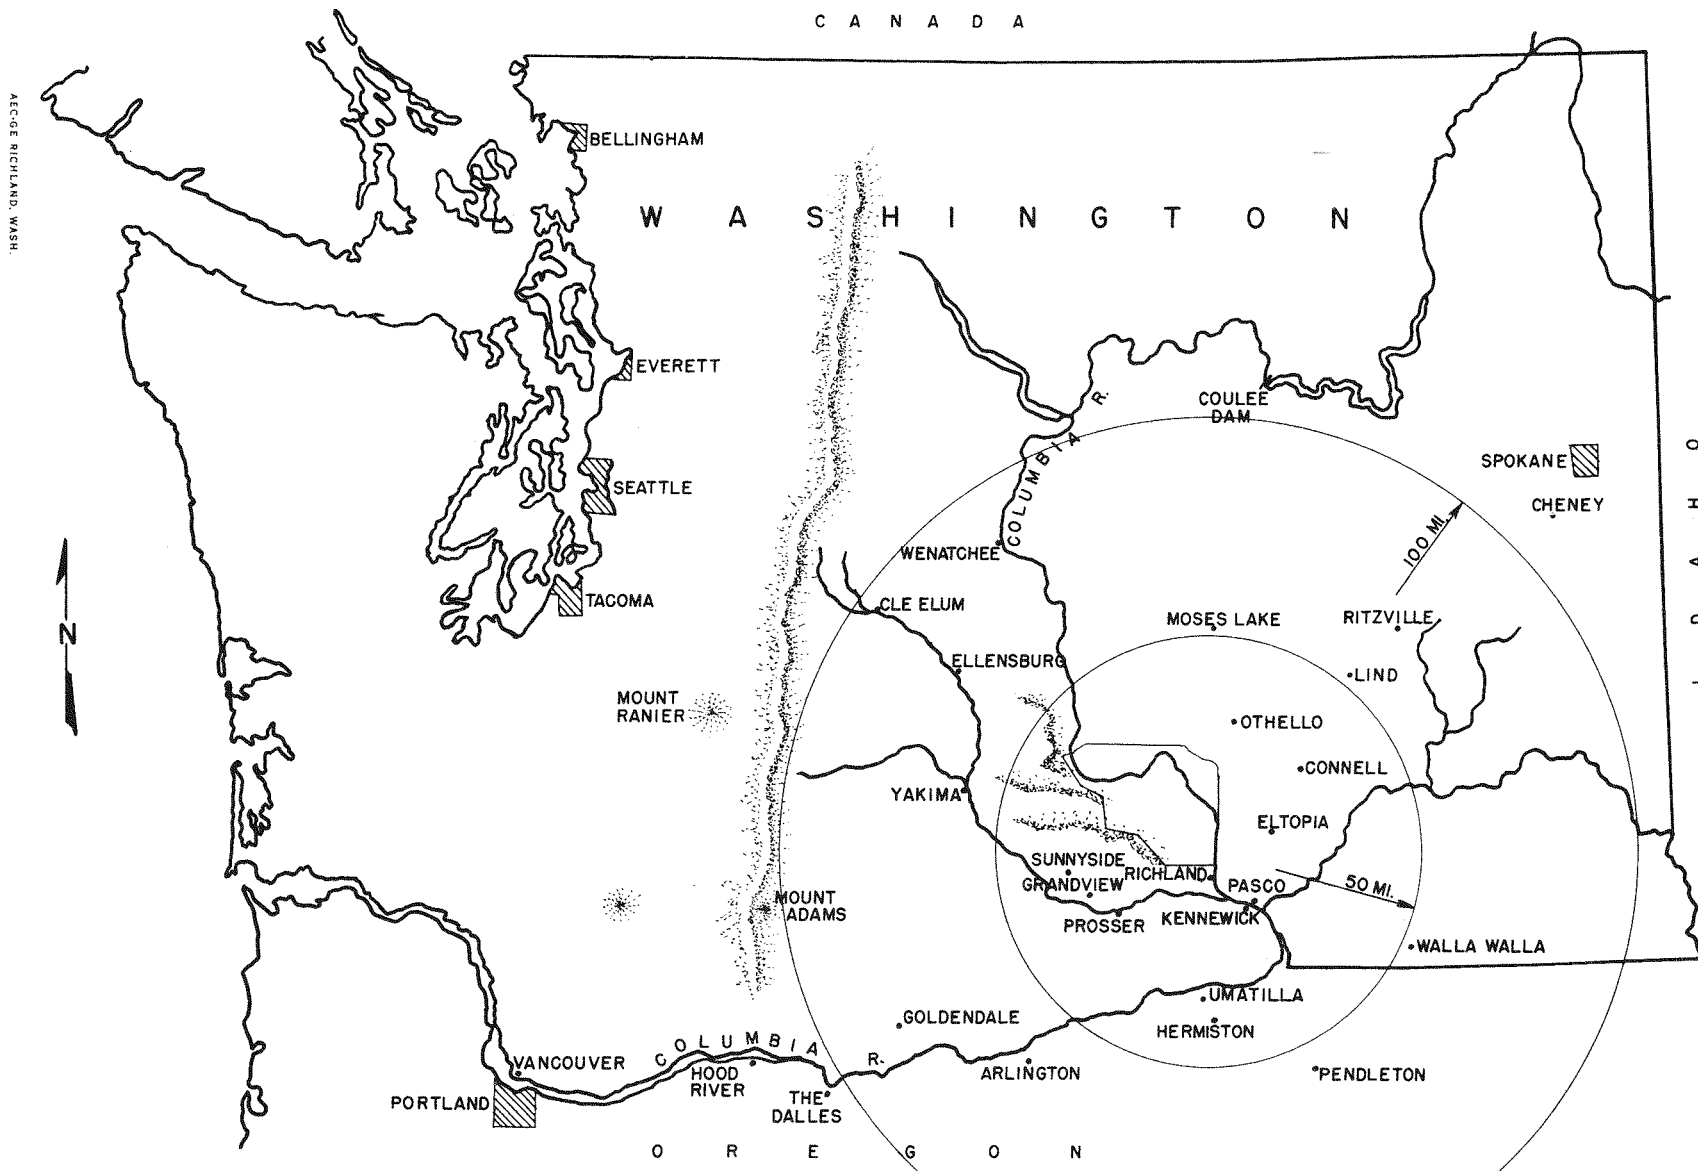 CANADA
AEC-GE RICHLAND, WASH.
BELLINGHAM
WASHINGTON
EVERETT
COULEE
DAM
COLUMBIA R.
SPOKANE
SEATTLE
CHENEY
IDAHO
100 MI.
WENATCHEE
N
TACOMA
CLE ELUM
MOSES LAKE
RITZVILLE
ELLENSBURG
LIND
MOUNT
RANIER
OTHELLO
CONNELL
YAKIMA
ELTOPIA
SUNNYSIDE
RICHLAND
GRANDVIEW
PASCO
50 MI.
MOUNT
ADAMS
PROSSER
KENNEWICK
WALLA WALLA
UMATILLA
GOLDENDALE
HERMISTON
COLUMBIA R.
VANCOUVER
HOOD
RIVER
ARLINGTON
PENDLETON
PORTLAND
THE
DALLES
OREGON